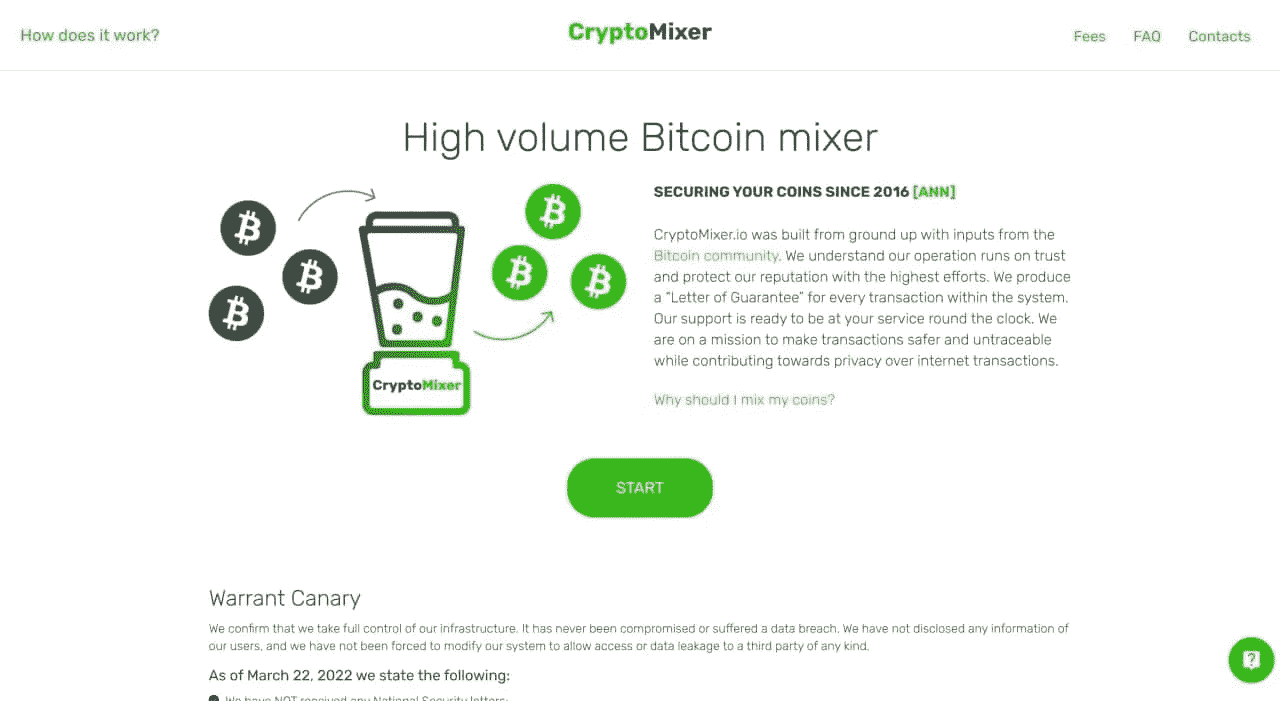 How does it work?
CryptoMixer
Fees
FAQ
Contacts
High volume Bitcoin mixer
SECURING YOUR COINS SINCE 2016 [ANN]
CryptoMixer.io was built from ground up with inputs from the
Bitcoin community. We understand our operation runs on trust
and protect our reputation with the highest efforts. We produce
a “Letter of Guarantee” for every transaction within the system.
Our support is ready to be at your service round the clock. We
are on a mission to make transactions safer and untraceable
while contributing towards privacy over internet transactions.
Why should I mix my coins?
CryptoMixer
START
Warrant Canary
We confirm that we take full control of our infrastructure. It has never been compromised or suffered a data breach. We have not disclosed any information of
our users, and we have not been forced to modify our system to allow access or data leakage to a third party of any kind.
As of March 22, 2022 we state the following:
We have NOT received any National Security letters;